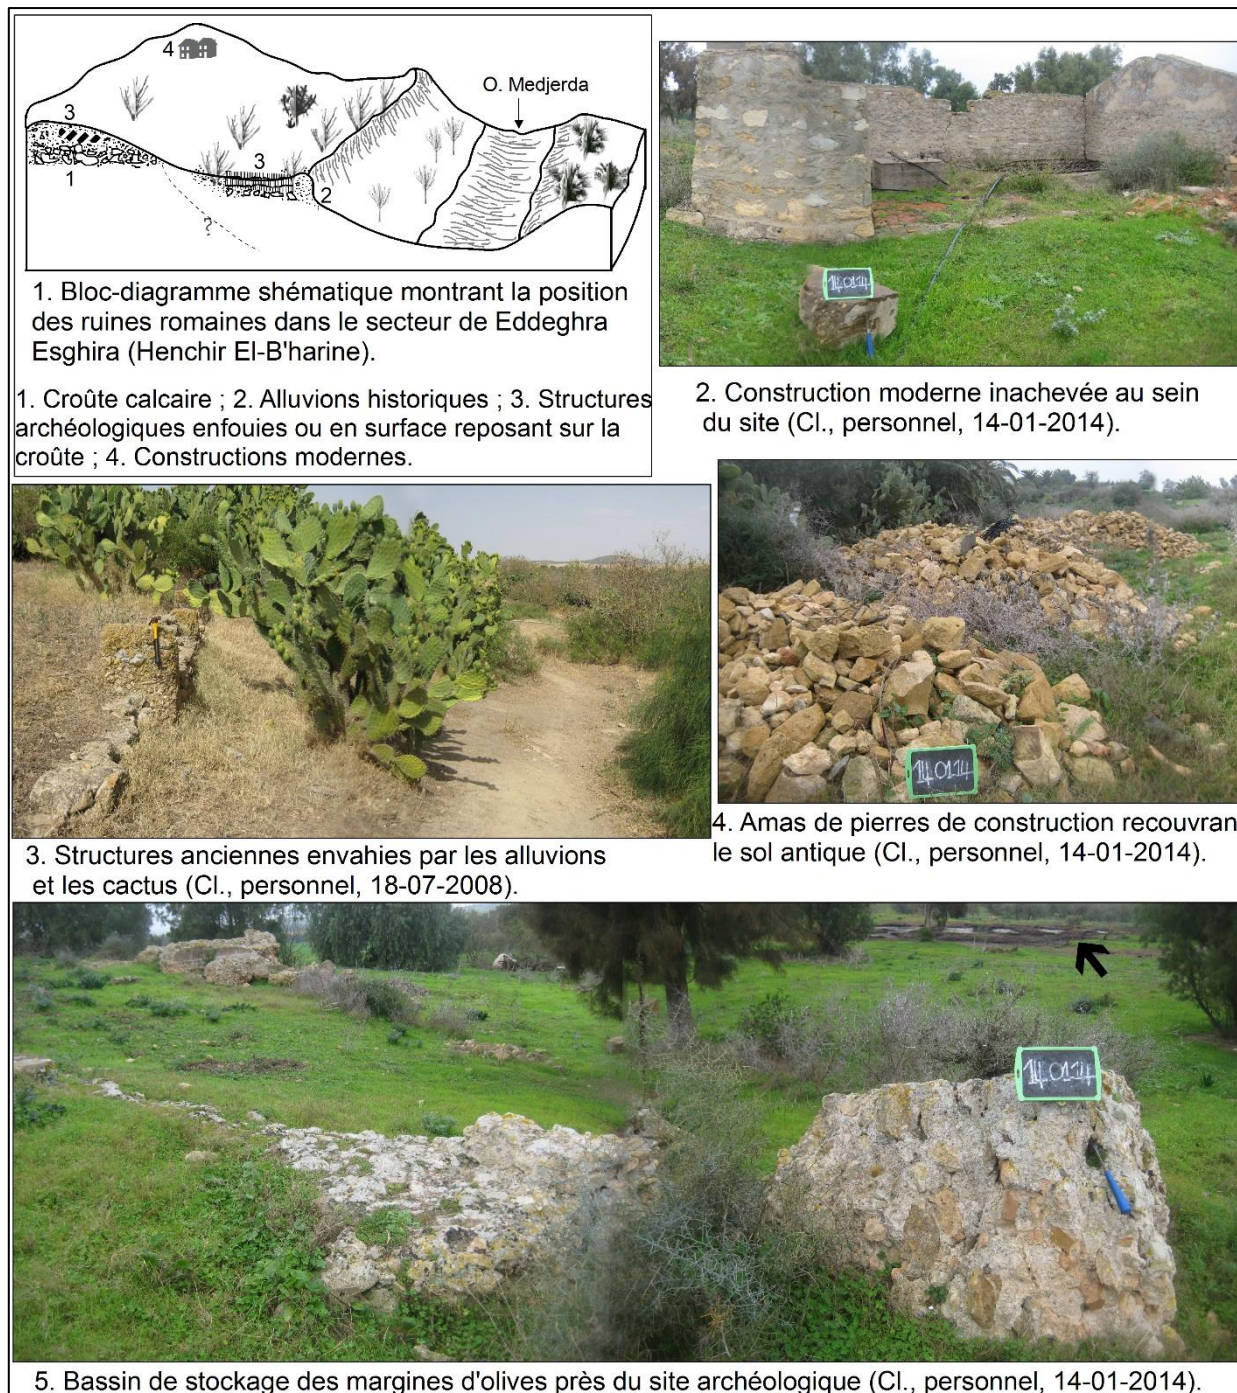 4
O. Medjerda
3
3
1
2
?
1. Bloc-diagramme shématique montrant la position
des ruines romaines dans le secteur de Eddeghra
Esghira (Henchir El-B'harine).
1. Croûte calcaire ; 2. Alluvions historiques ; 3. Structures
archéologiques enfouies ou en surface reposant sur la
croûte ; 4. Constructions modernes.
14.01.14
2. Construction moderne inachevée au sein
du site (Cl., personnel, 14-01-2014).
3. Structures anciennes envahies par les alluvions
et les cactus (Cl., personnel, 18-07-2008).
14.01.14
4. Amas de pierres de construction recouvran
le sol antique (Cl., personnel, 14-01-2014).
14.01.14
5. Bassin de stockage des margines d'olives près du site archéologique (Cl., personnel, 14-01-2014).